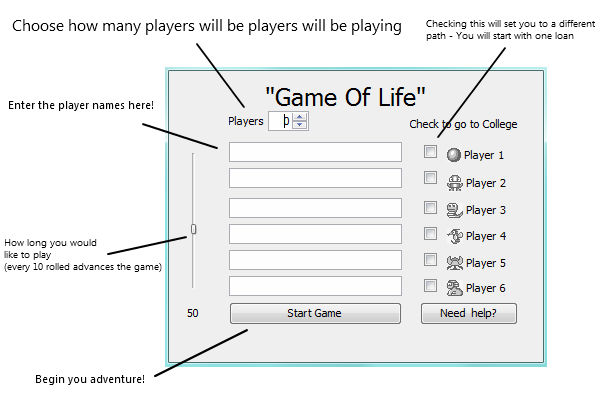 Choose how many players will be players will be playing
Checking this will set you to a different
path - You will start with one loan
"Game Of Life"
Enter the player names here!
Players
Check to go to College
Player 1
Player 2
Player 3
Player 4
Player 5
Player 6
How long you would
like to play
(every 10 rolled advances the game)
50
Start Game
Need help?
Begin you adventure!